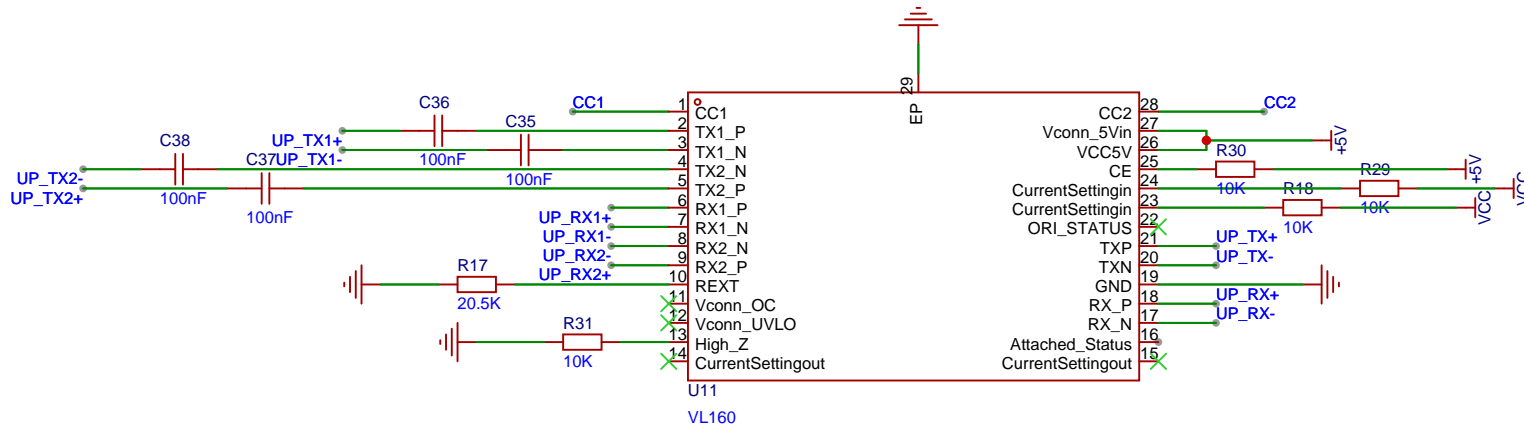 C36
CC1
1
CC1
UP_TX1+
100nF
2
TX1_P
C35
UP_TX1-
100nF
3
TX1_N
C38
UP_TX2-
100nF
4
TX2_N
C37
UP_TX2+
100nF
5
TX2_P
UP_RX1+
6
RX1_P
UP_RX1-
7
RX1_N
UP_RX2-
8
RX2_N
UP_RX2+
9
RX2_P
R17
20.5K
10
REXT
11
Vconn_OC
12
Vconn_UVLO
R31
10K
13
High_Z
14
CurrentSettingout
29
EP
CC2
28
CC2
Vconn_5Vin
27
VCC5V
26
+5V
CE
25
R30
10K
+5V
CurrentSettingin
24
R29
10K
VCC
CurrentSettingin
23
R18
10K
VCC
ORI_STATUS
22
TXP
21
UP_TX+
TXN
20
UP_TX-
GND
19
RX_P
18
UP_RX+
RX_N
17
UP_RX-
Attached_Status
16
CurrentSettingout
15
U11
VL160